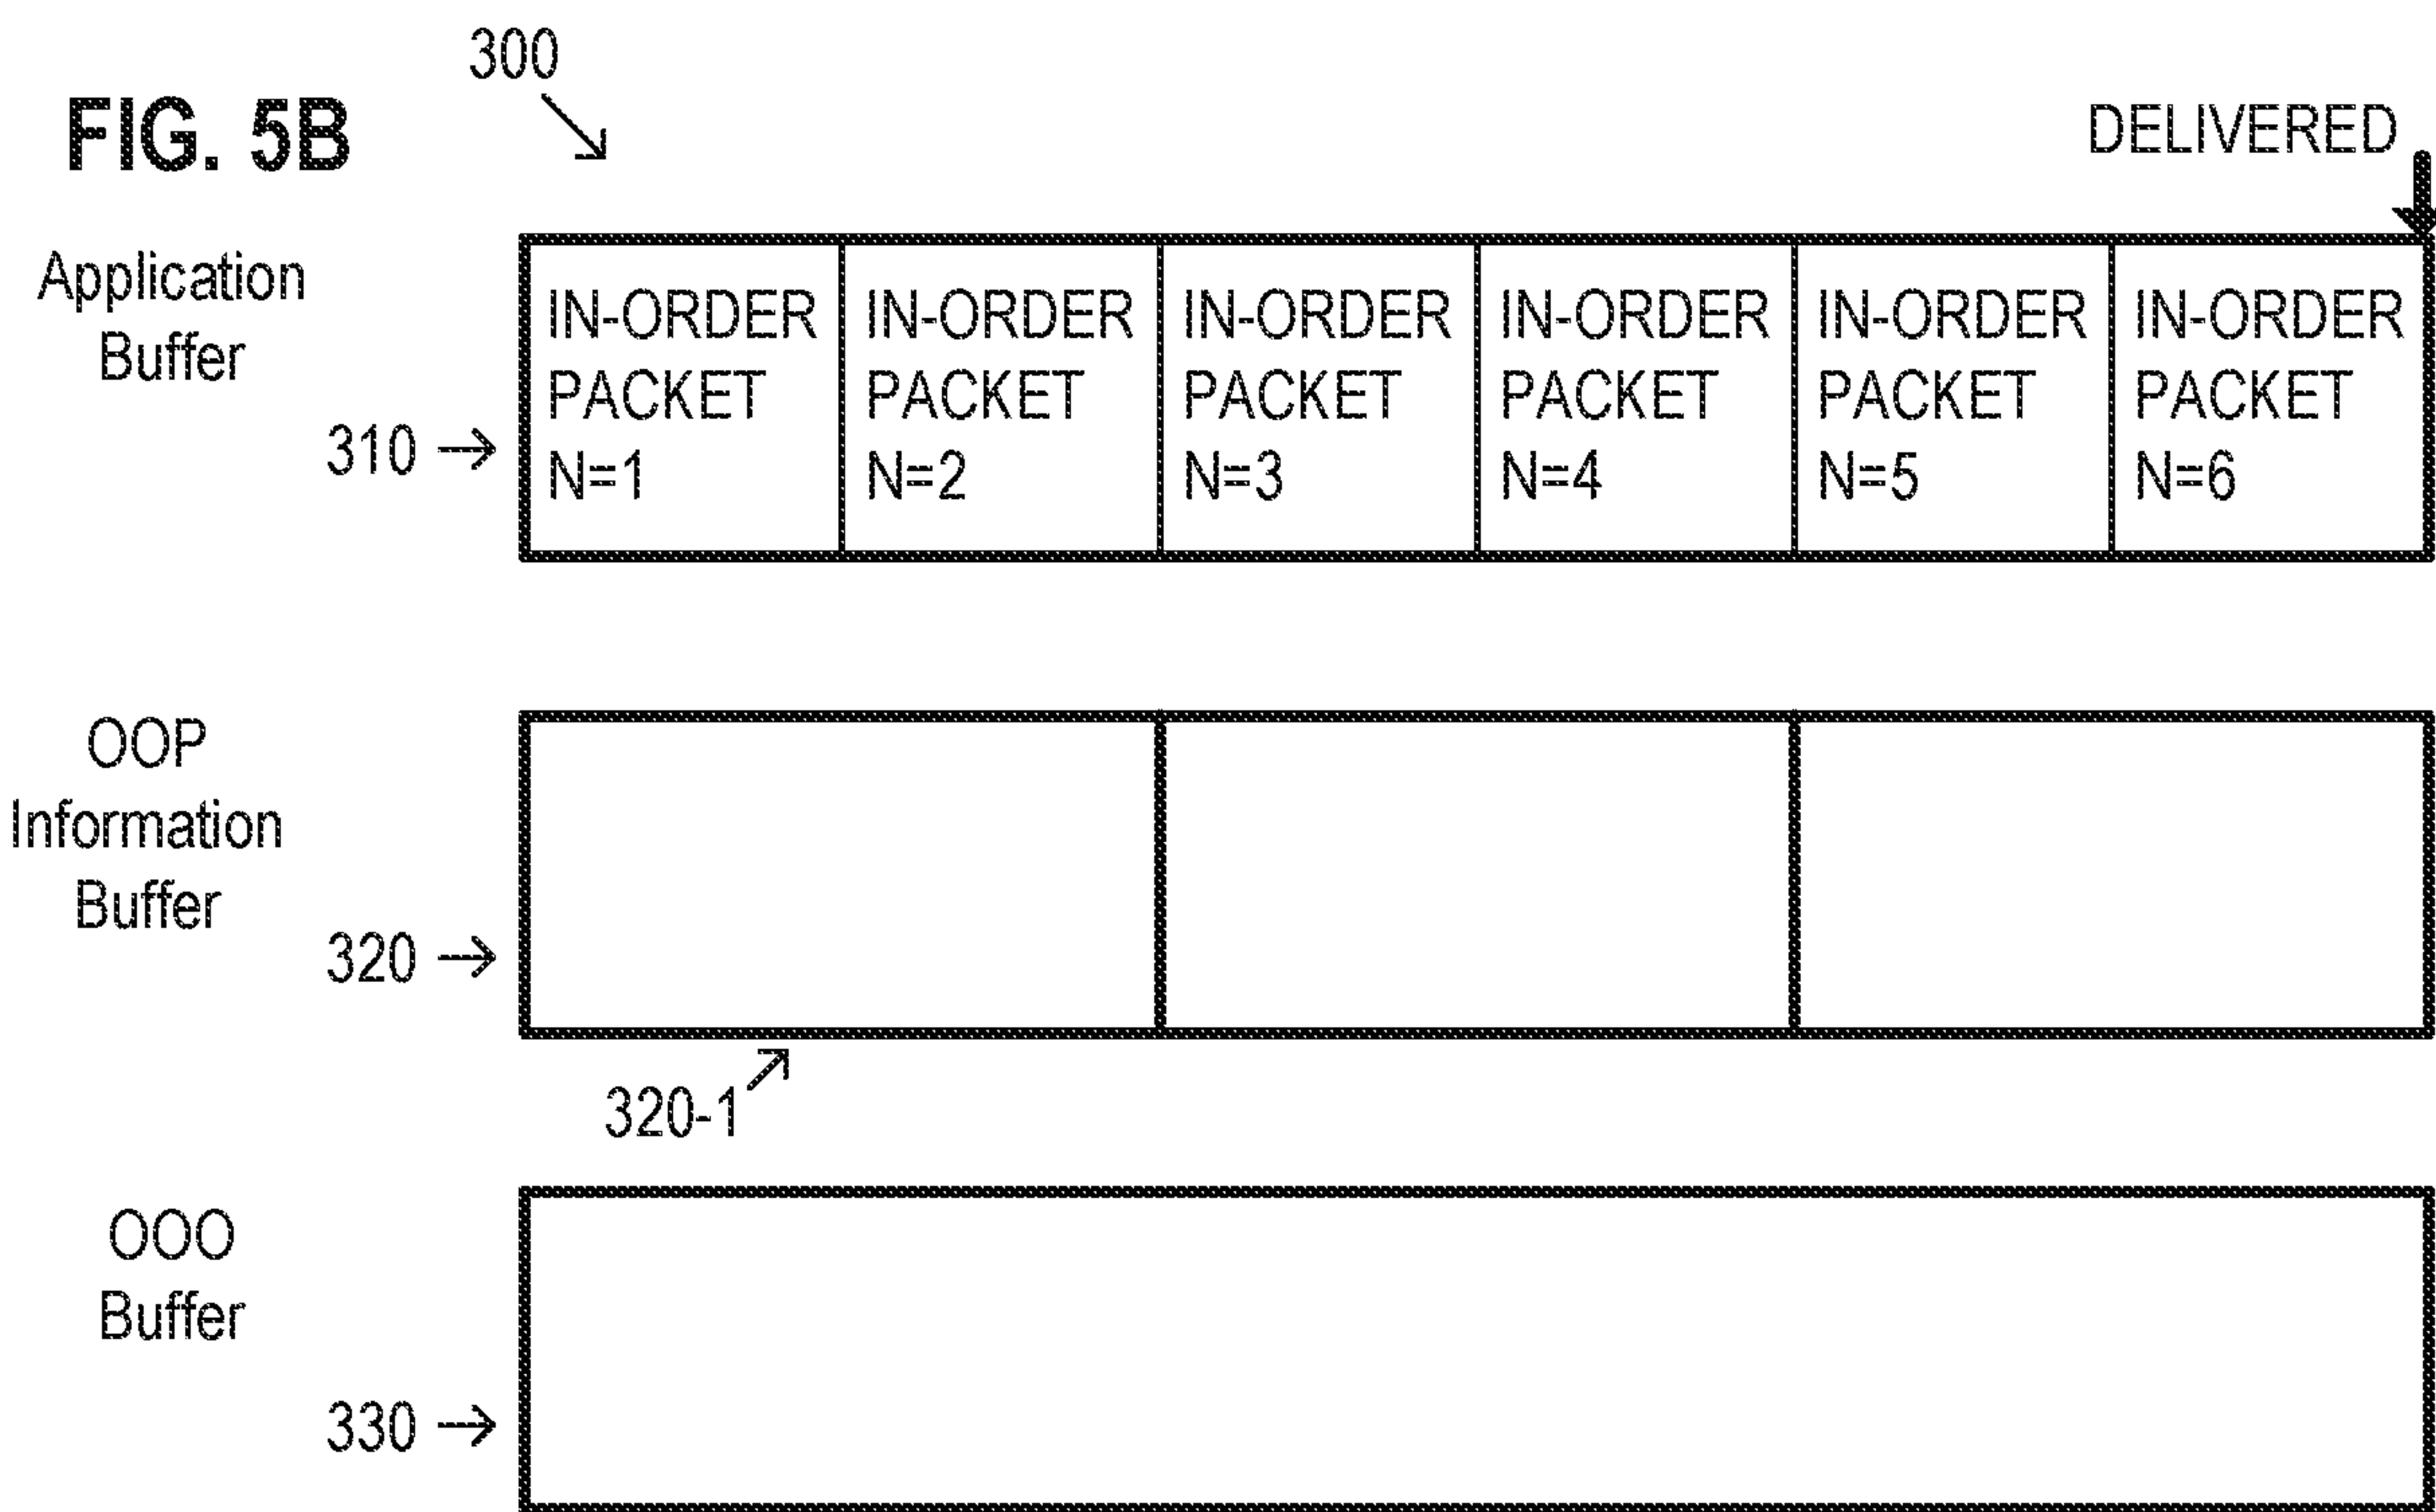 FIG. 5B
300
DELIVERED
Application
Buffer
310
IN-ORDER
PACKET
N=1
IN-ORDER
PACKET
N=2
IN-ORDER
PACKET
N=3
IN-ORDER
PACKET
N=4
IN-ORDER
PACKET
N=5
IN-ORDER
PACKET
N=6
OOP
Information
Buffer
320
320-1
OOO
Buffer
330